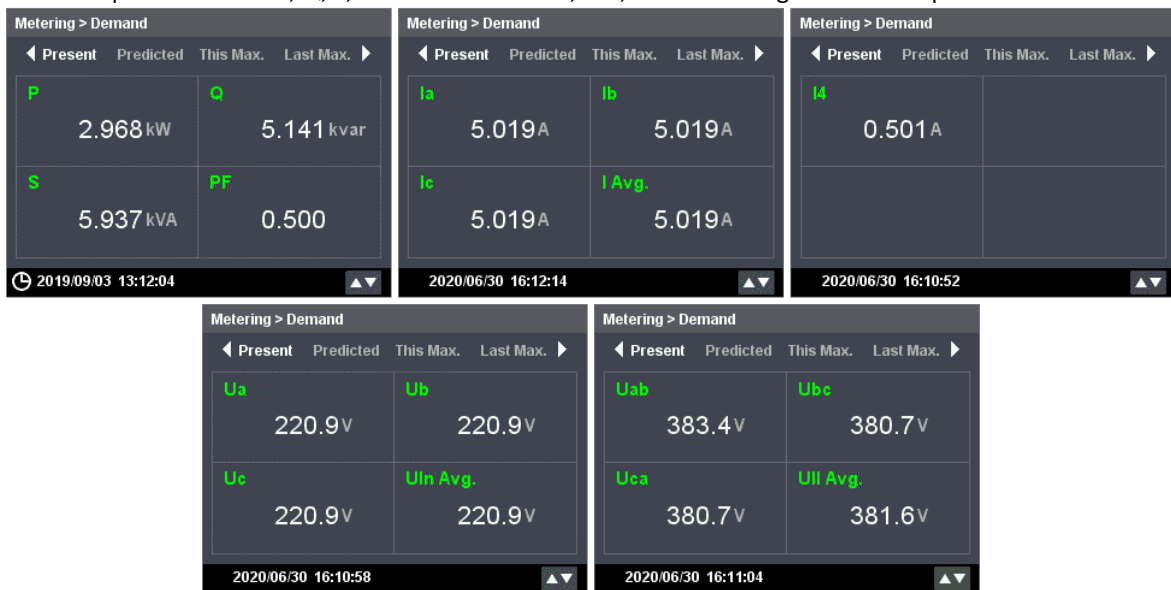 Metering > Demand
Present Predicted This Max. Last Max.
P Q
2.968 kW 5.141 kvar
S PF
5.937 kVA 0.500
2019/09/03 13:12:04
Metering > Demand
Present Predicted This Max. Last Max.
Ia Ib
5.019 A 5.019 A
Ic I Avg.
5.019 A 5.019 A
2020/06/30 16:12:14
Metering > Demand
Present Predicted This Max. Last Max.
I4
0.501 A
2020/06/30 16:10:52
Metering > Demand
Present Predicted This Max. Last Max.
Ua Ub
220.9 V 220.9 V
Uc Uln Avg.
220.9 V 220.9 V
2020/06/30 16:10:58
Metering > Demand
Present Predicted This Max. Last Max.
Uab Ubc
383.4 V 380.7 V
Uca Ull Avg.
380.7 V 381.6 V
2020/06/30 16:11:04